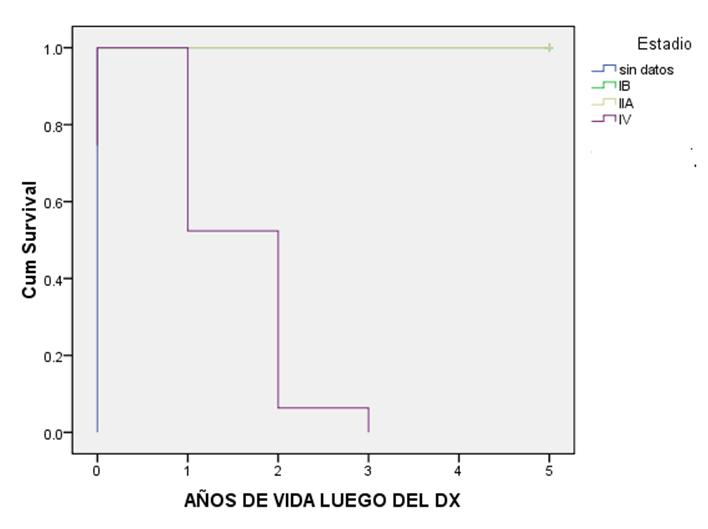 1.0
0.8
0.6
0.4
0.2
0.0
Cum Survival
0 1 2 3 4 5
AÑOS DE VIDA LUEGO DEL DX
Estadio
sin datos
IB
IIA
IV